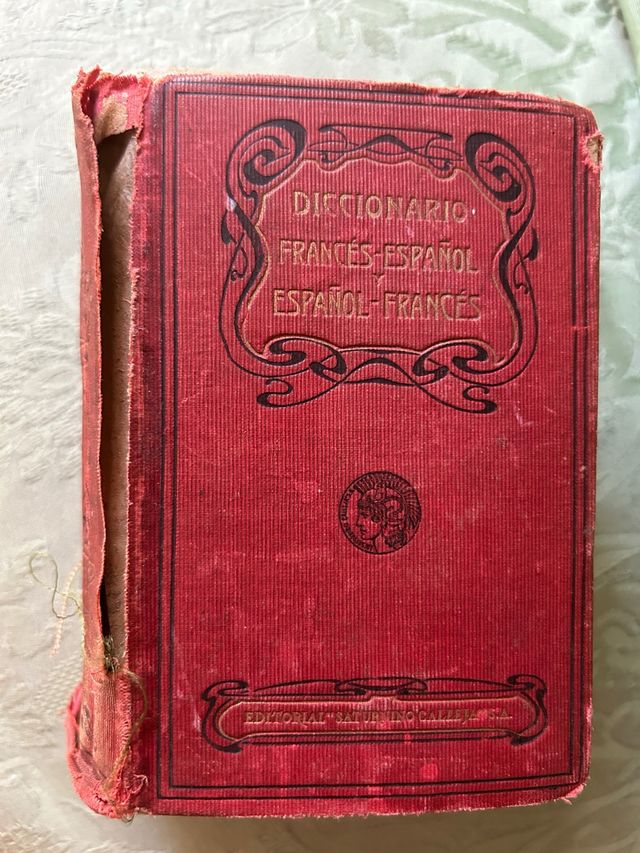 DICCIONARIO
FRANCÉS-ESPAÑOL
Y
ESPAÑOL-FRANCÉS
EDITORIAL "SATURNINO CALLEJA" S.A.